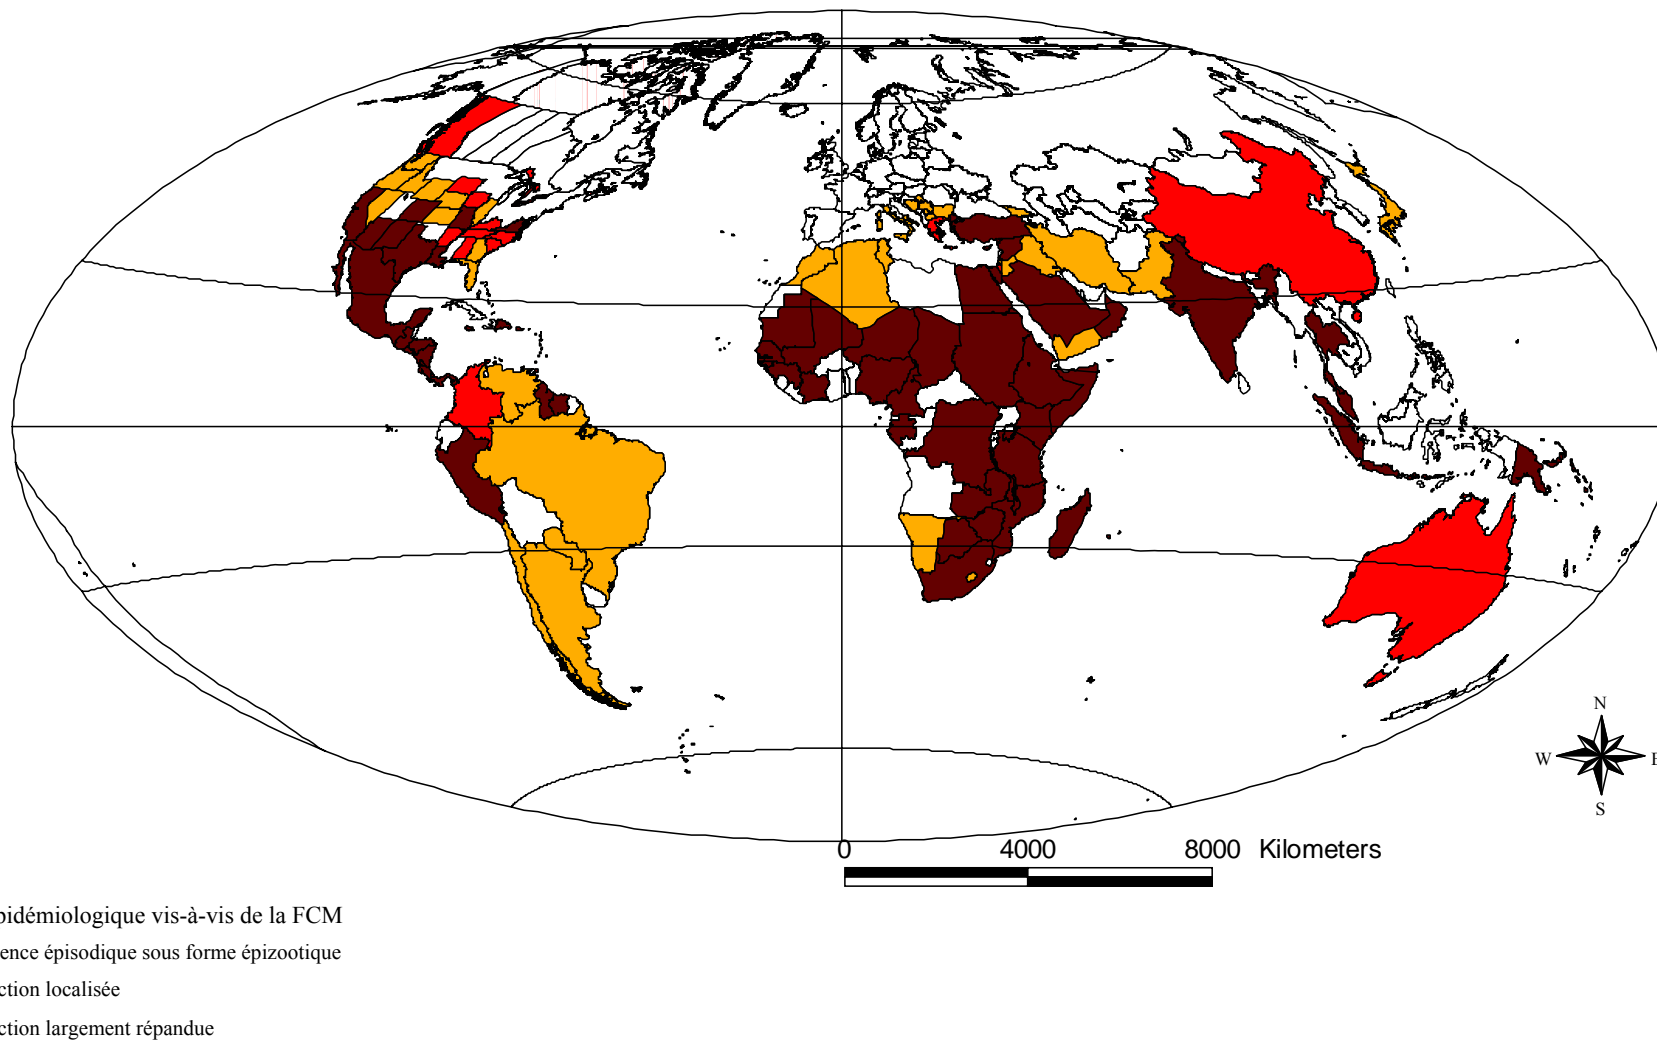 N
W E
S
0 4000 8000 Kilometers
pidémiologique vis-à-vis de la FCM
ence épisodique sous forme épizootique
ction localisée
ction largement répandue